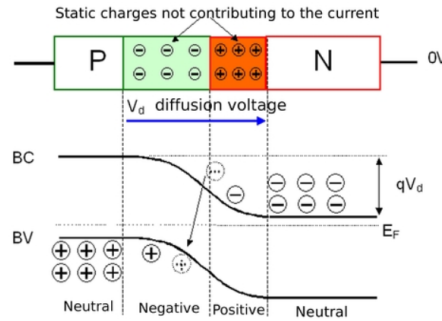 Static charges not contributing to the current
P
N
0V
V_d diffusion voltage
BC
qV_d
E_F
BV
Neutral
Negative
Positive
Neutral